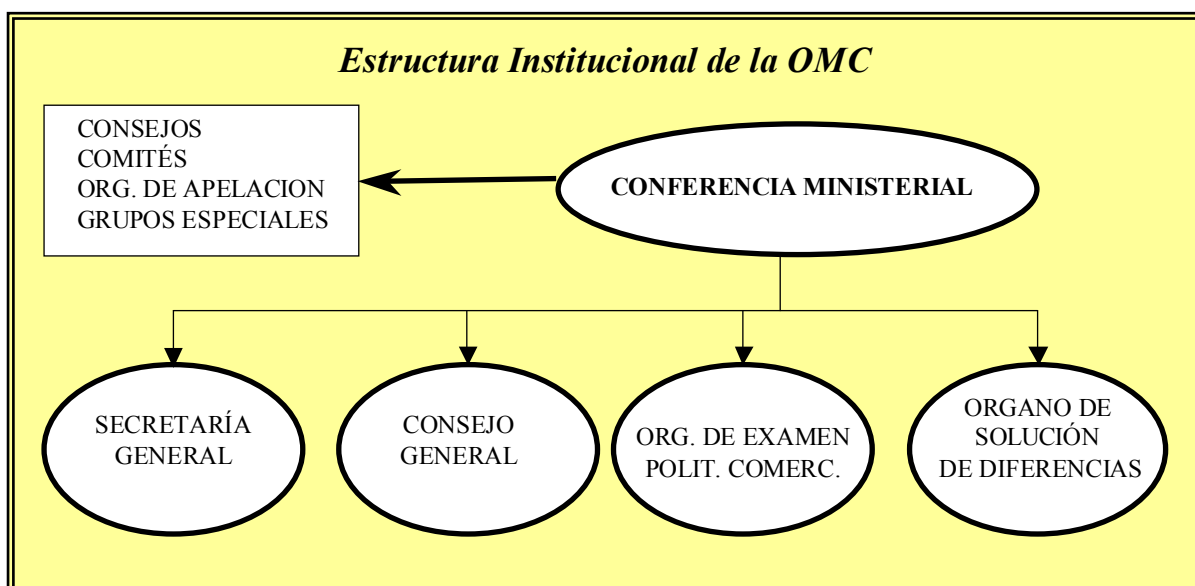 Estructura Institucional de la OMC
CONSEJOS
COMITÉS
ORG. DE APELACION
GRUPOS ESPECIALES
CONFERENCIA MINISTERIAL
SECRETARÍA
GENERAL
CONSEJO
GENERAL
ORG. DE EXAMEN
POLIT. COMERC.
ORGANO DE
SOLUCIÓN
DE DIFERENCIAS